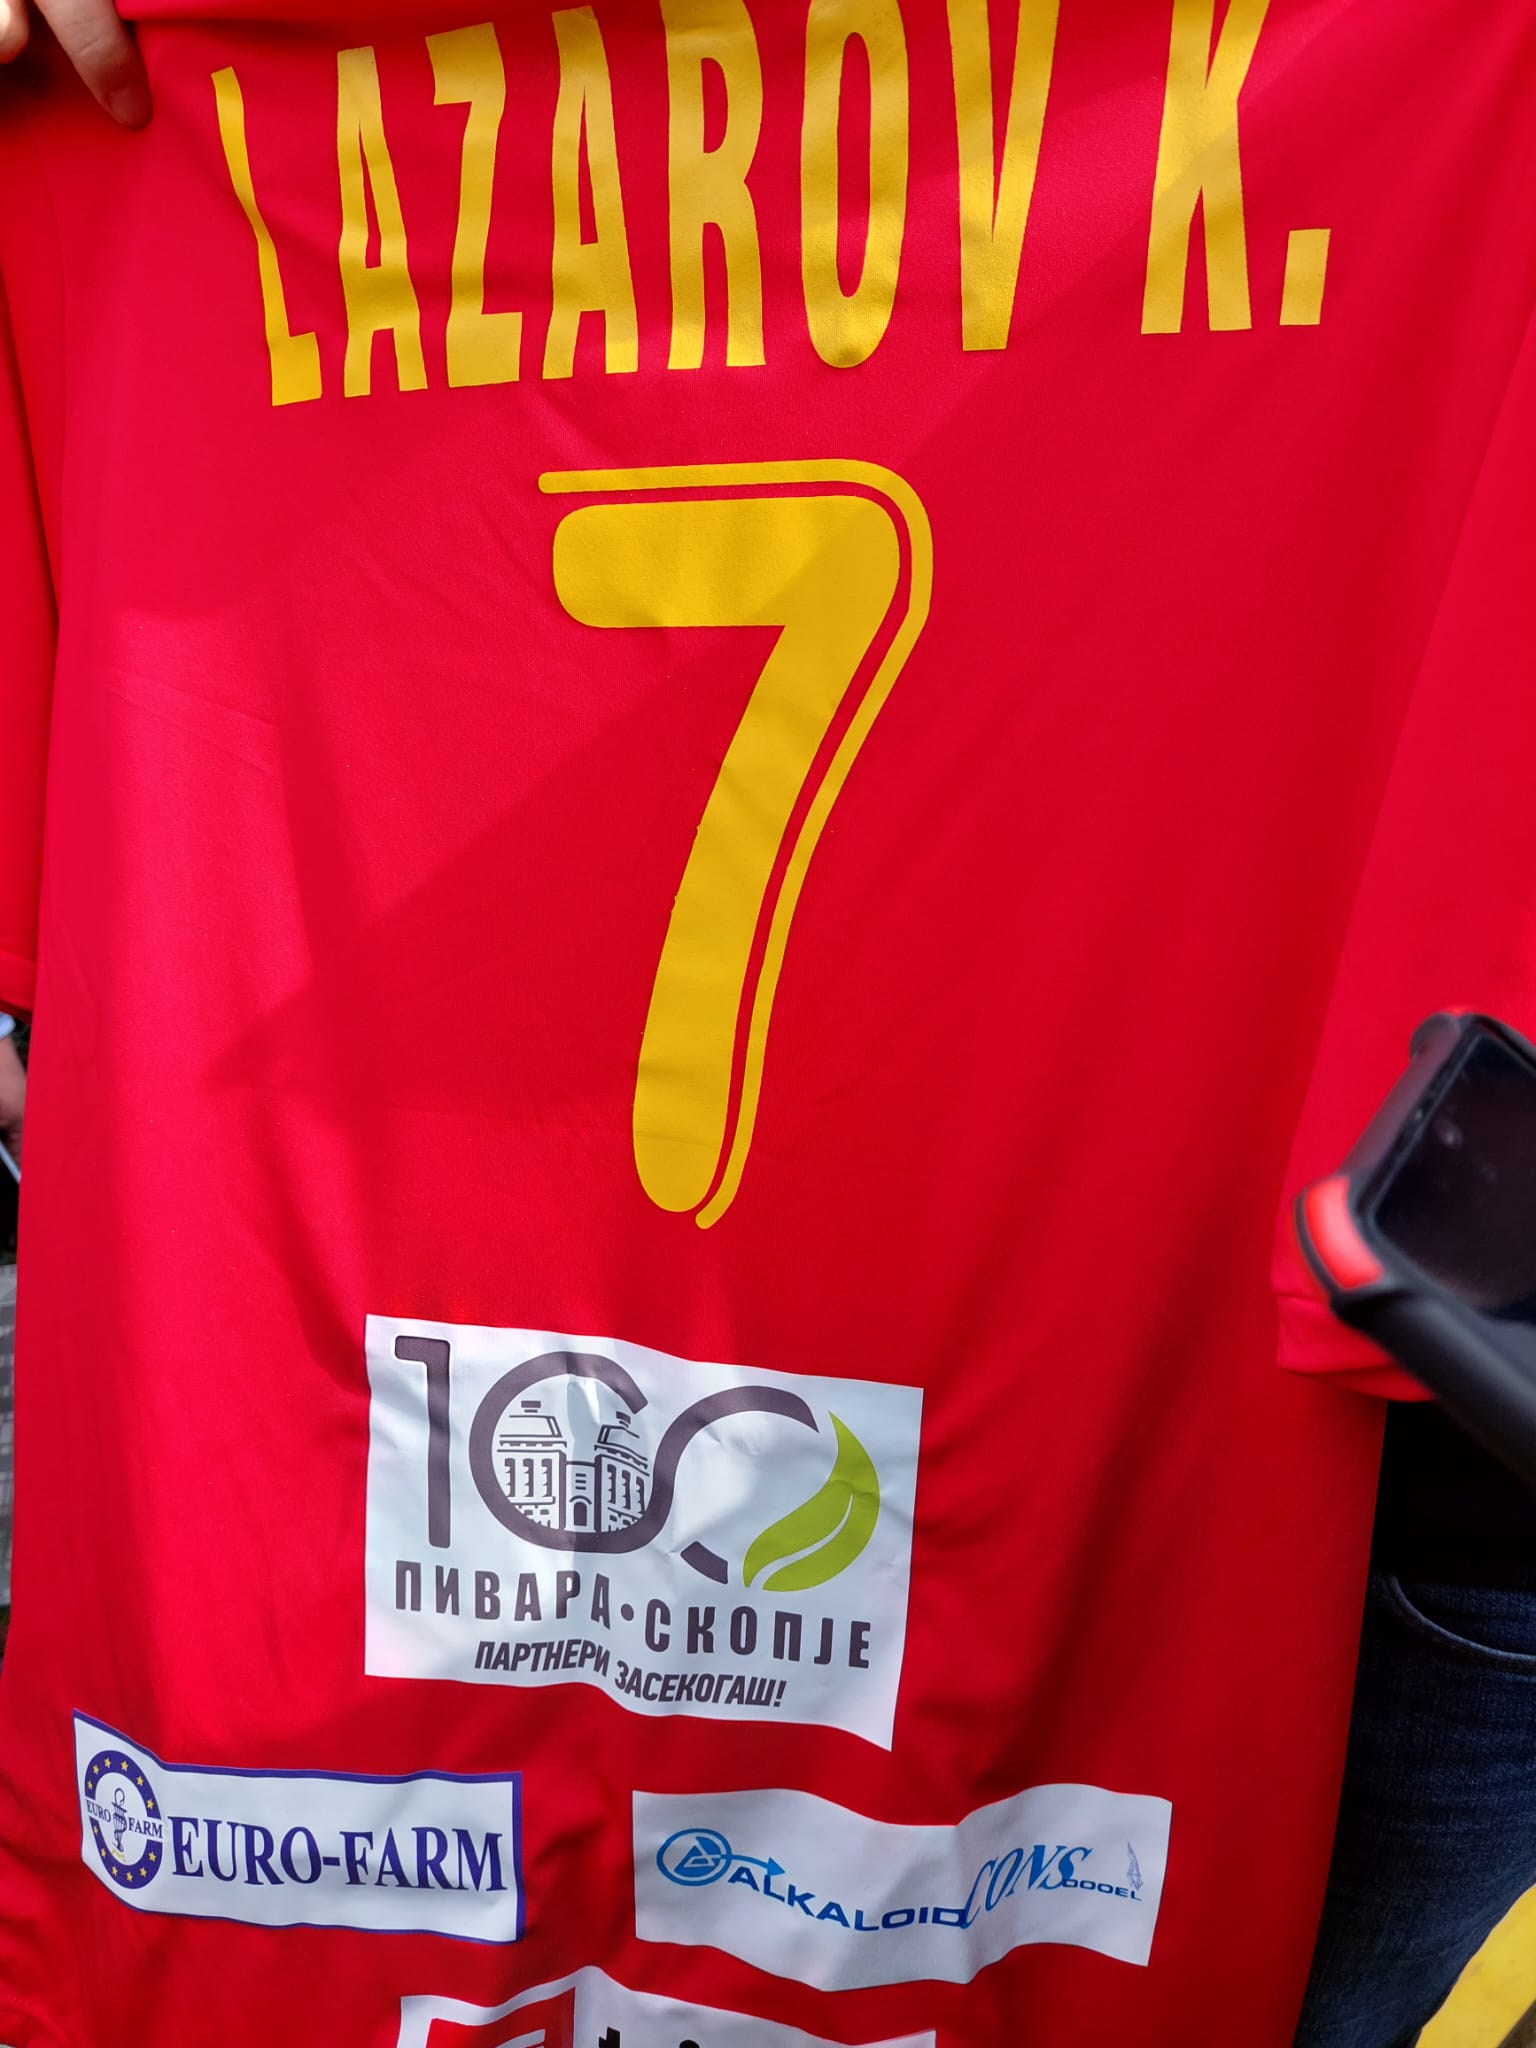 LAZAROV K.
7
100
ПИВАРА·СКОПЈЕ
ПАРТНЕРИ ЗАСЕКОГАШ!
EURO FARM
EURO-FARM
ALKALOID CONS DOOEL